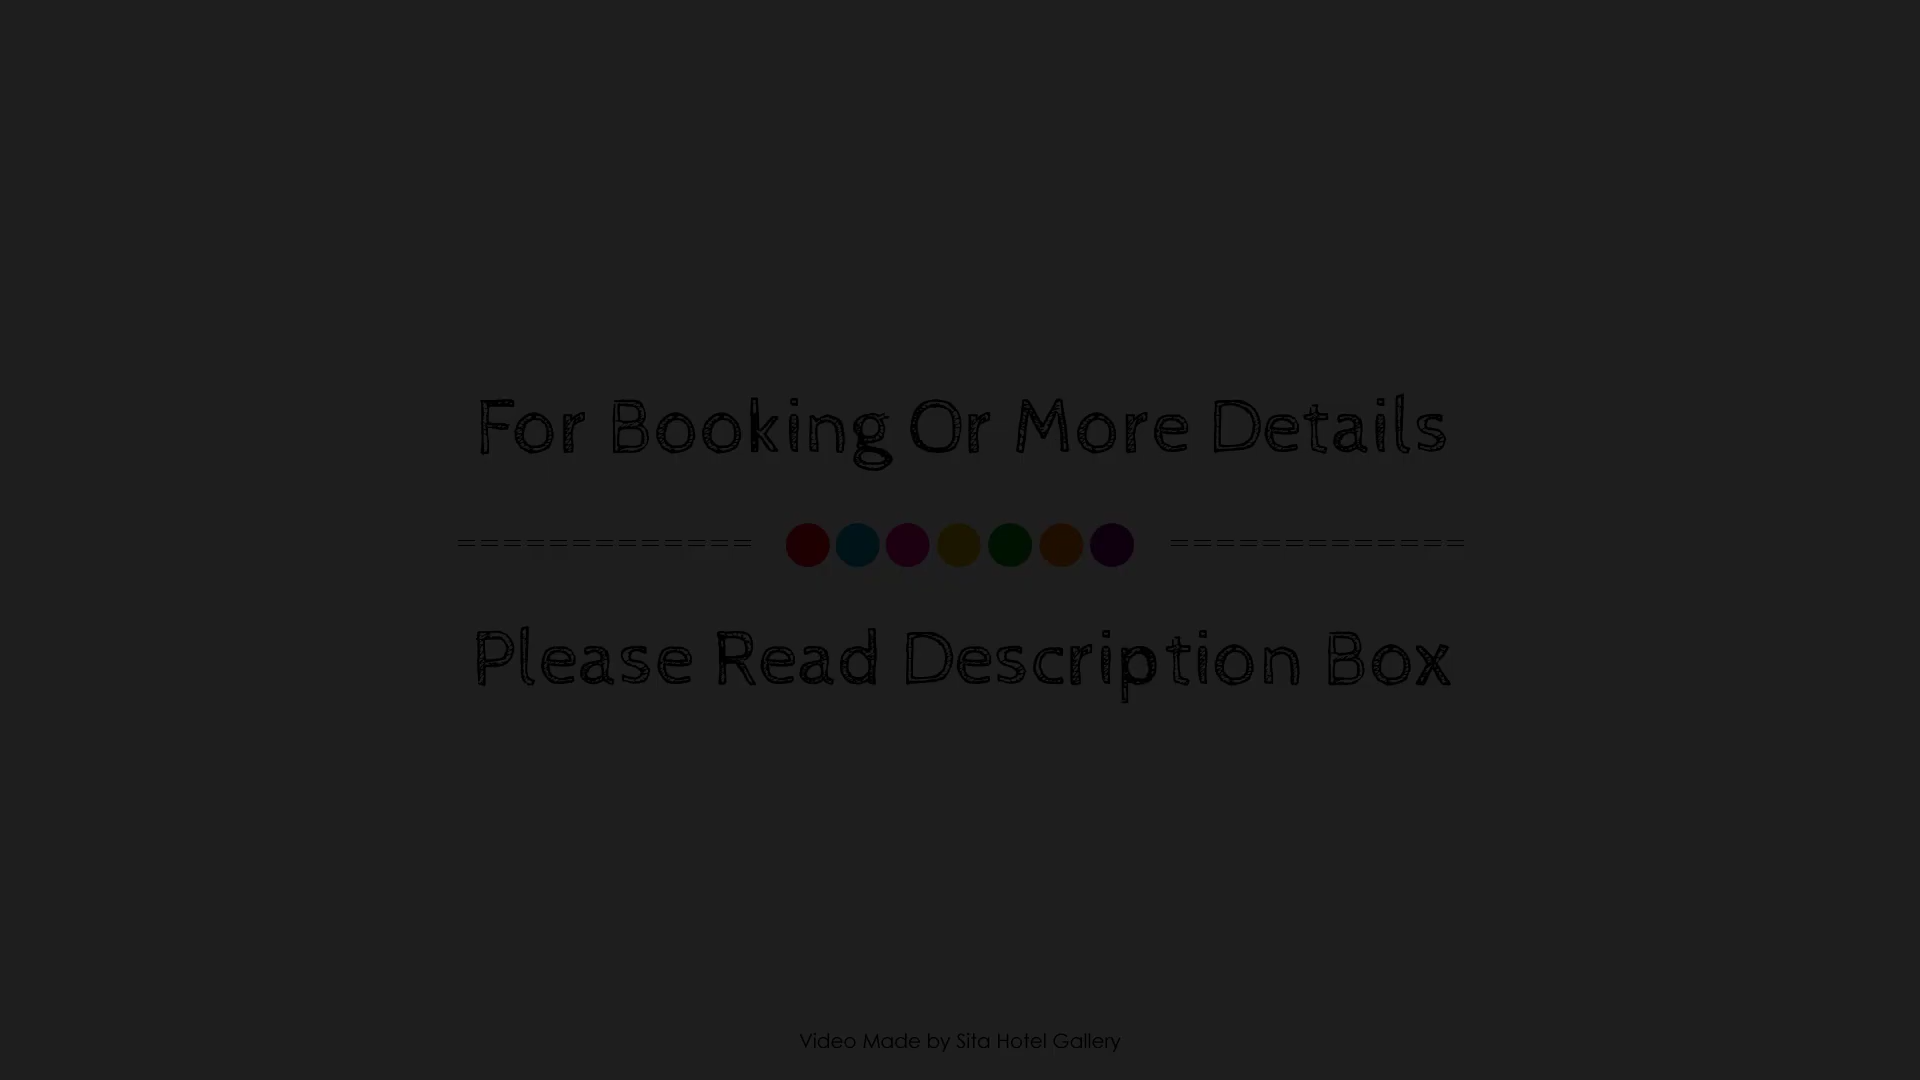 For Booking Or More Details
============= =============
Please Read Description Box
Video Made by Sita Hotel Gallery